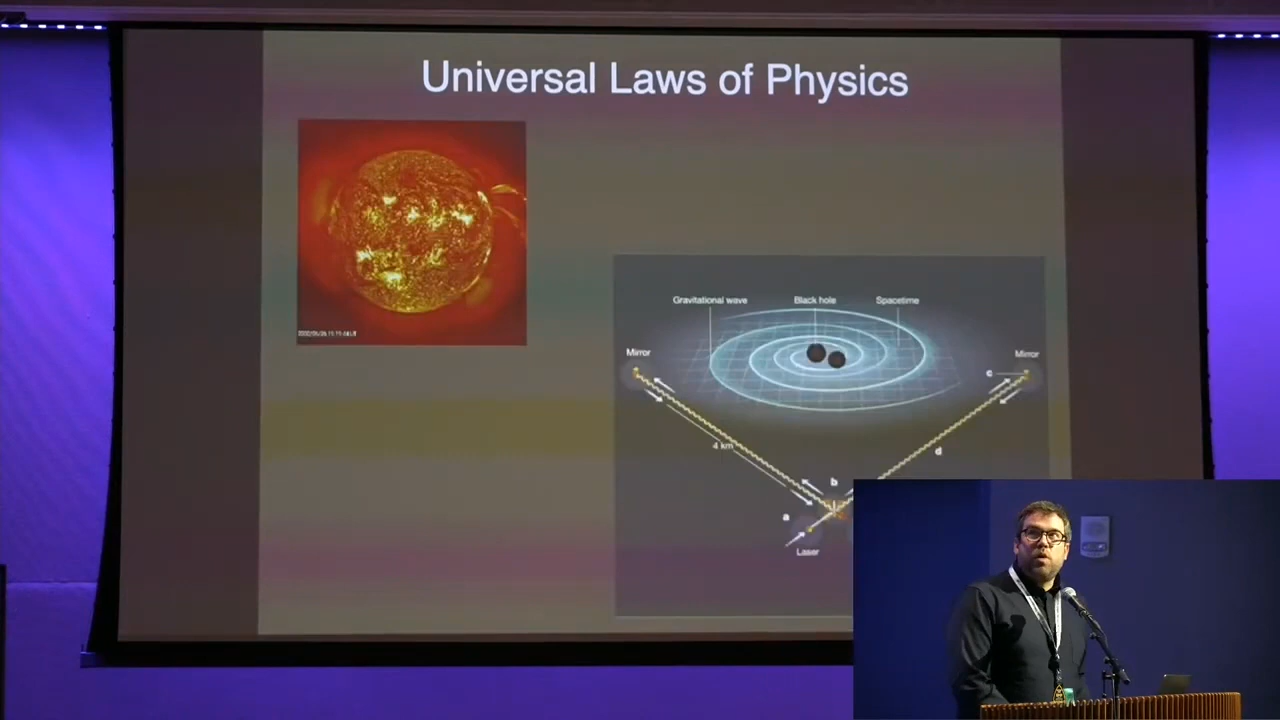 Universal Laws of Physics
Gravitational wave
Black hole
Spacetime
Mirror
Mirror
c
4 km
d
b
a
Laser